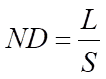 ND = L/S